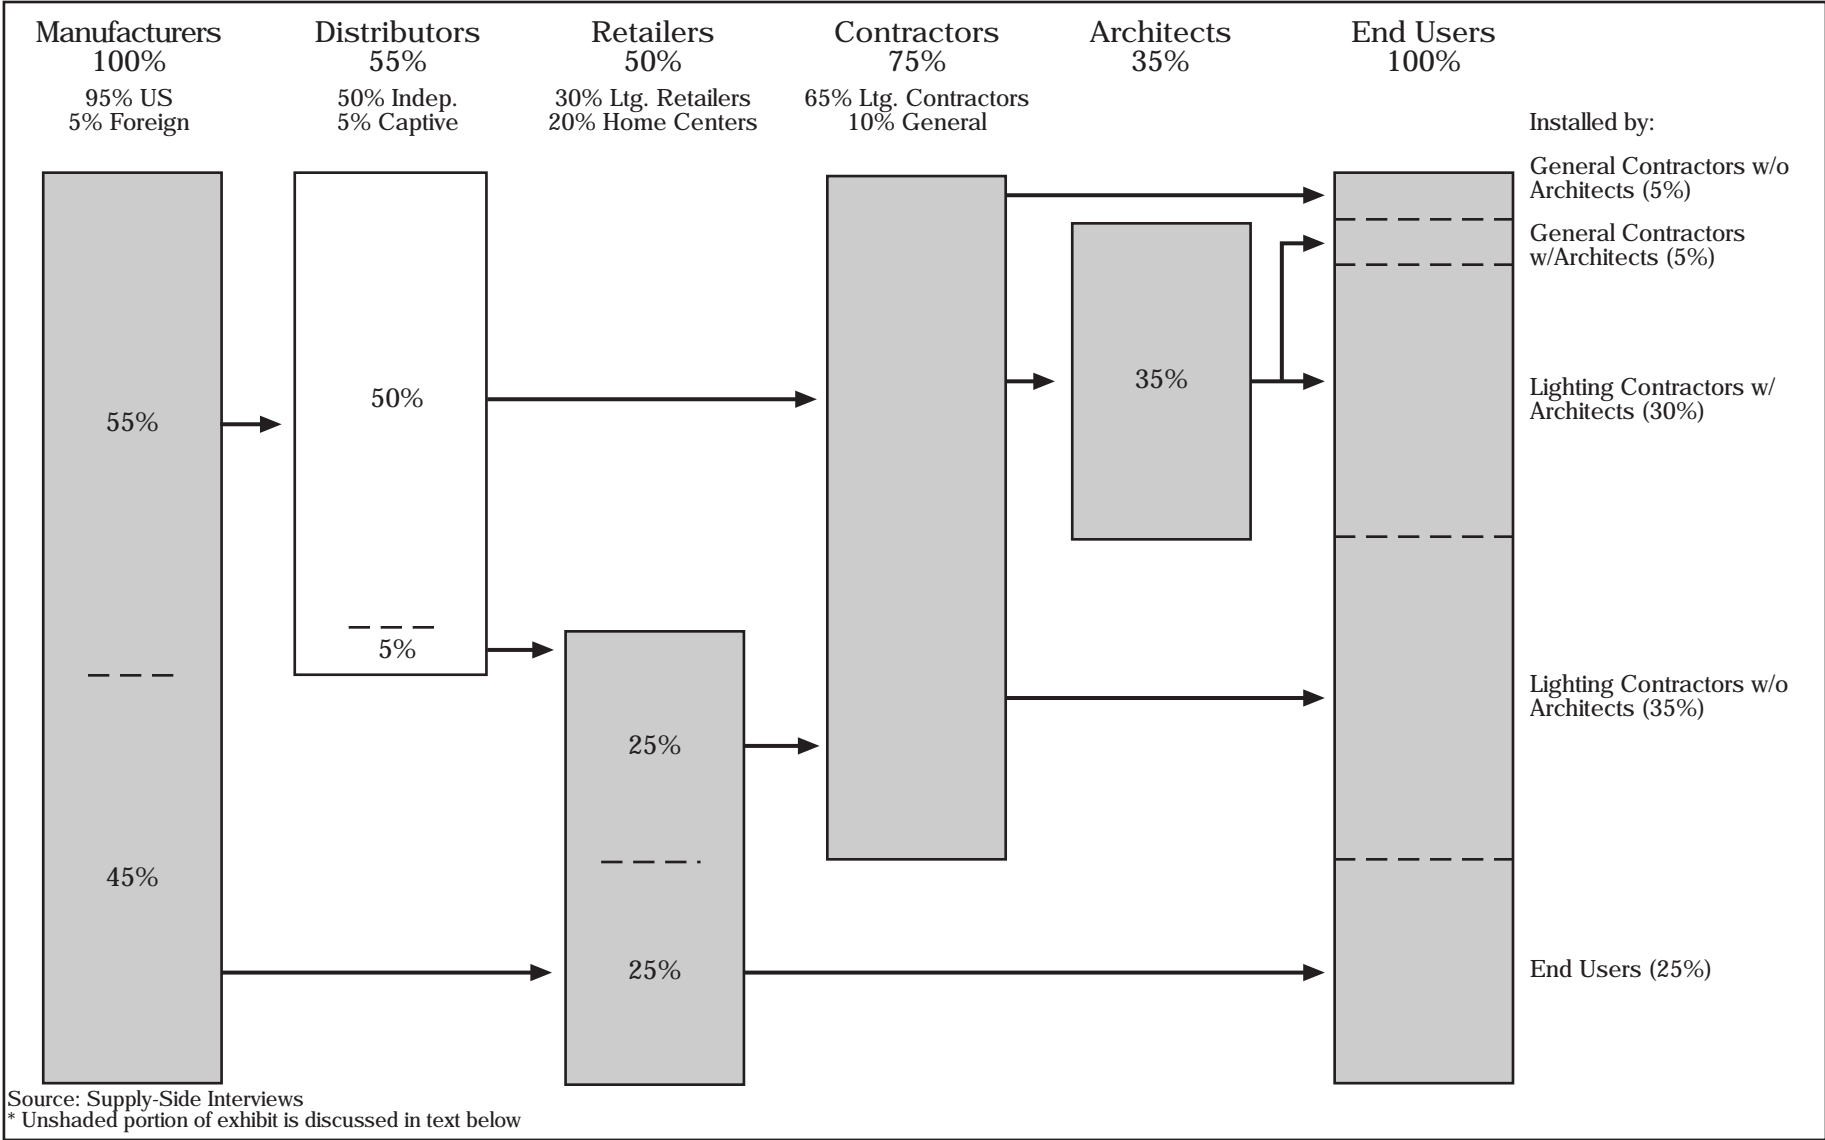 Manufacturers
100%
95% US
5% Foreign
Distributors
55%
50% Indep.
5% Captive
Retailers
50%
30% Ltg. Retailers
20% Home Centers
Contractors
75%
65% Ltg. Contractors
10% General
Architects
35%
End Users
100%
Installed by:
General Contractors w/o
Architects (5%)
General Contractors
w/Architects (5%)
Lighting Contractors w/
Architects (30%)
Lighting Contractors w/o
Architects (35%)
End Users (25%)
55%
45%
50%
5%
25%
25%
35%
Source: Supply-Side Interviews
* Unshaded portion of exhibit is discussed in text below